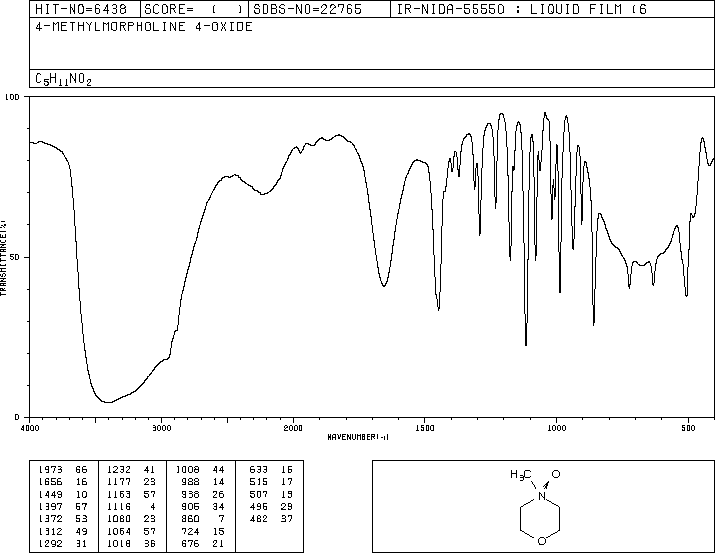 HIT-NO=6438 SCORE= ( ) SDBS-NO=22765 IR-NIDA-55550 : LIQUID FILM (6
4-METHYLMORPHOLINE 4-OXIDE
C5H11NO2
100
TRANSMITTANCE(%)
50
0
4000 3000 2000 1500 1000 500
WAVENUMBER(-1)
1973 66 1232 41 1008 44 633 16
1656 16 1177 23 988 14 515 17
1449 10 1163 57 938 26 507 19
1397 67 1116 4 905 34 496 29
1372 53 1080 23 860 7 482 37
1312 49 1064 57 724 15
1292 31 1018 36 676 21
H3C O
N
O